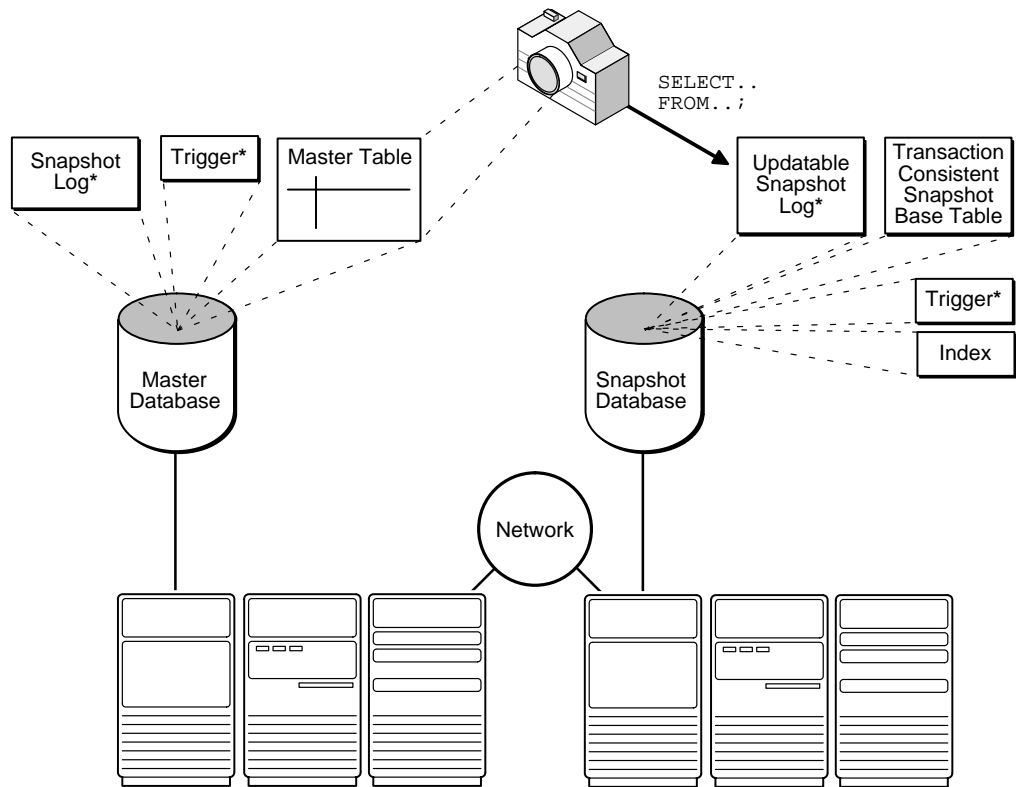 SELECT..
FROM..;
Snapshot
Log*
Trigger*
Master Table
Updatable
Snapshot
Log*
Transaction
Consistent
Snapshot
Base Table
Trigger*
Index
Master
Database
Snapshot
Database
Network